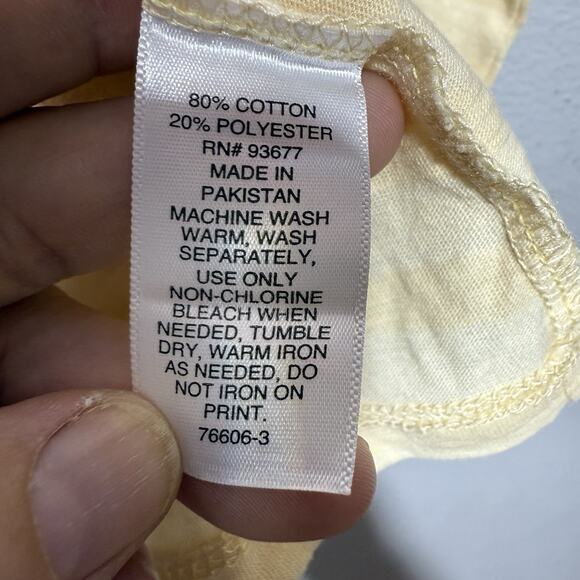 80% COTTON
20% POLYESTER
RN# 93677
MADE IN
PAKISTAN
MACHINE WASH
WARM, WASH
SEPARATELY,
USE ONLY
NON-CHLORINE
BLEACH WHEN
NEEDED, TUMBLE
DRY, WARM IRON
AS NEEDED, DO
NOT IRON ON
PRINT.
76606-3